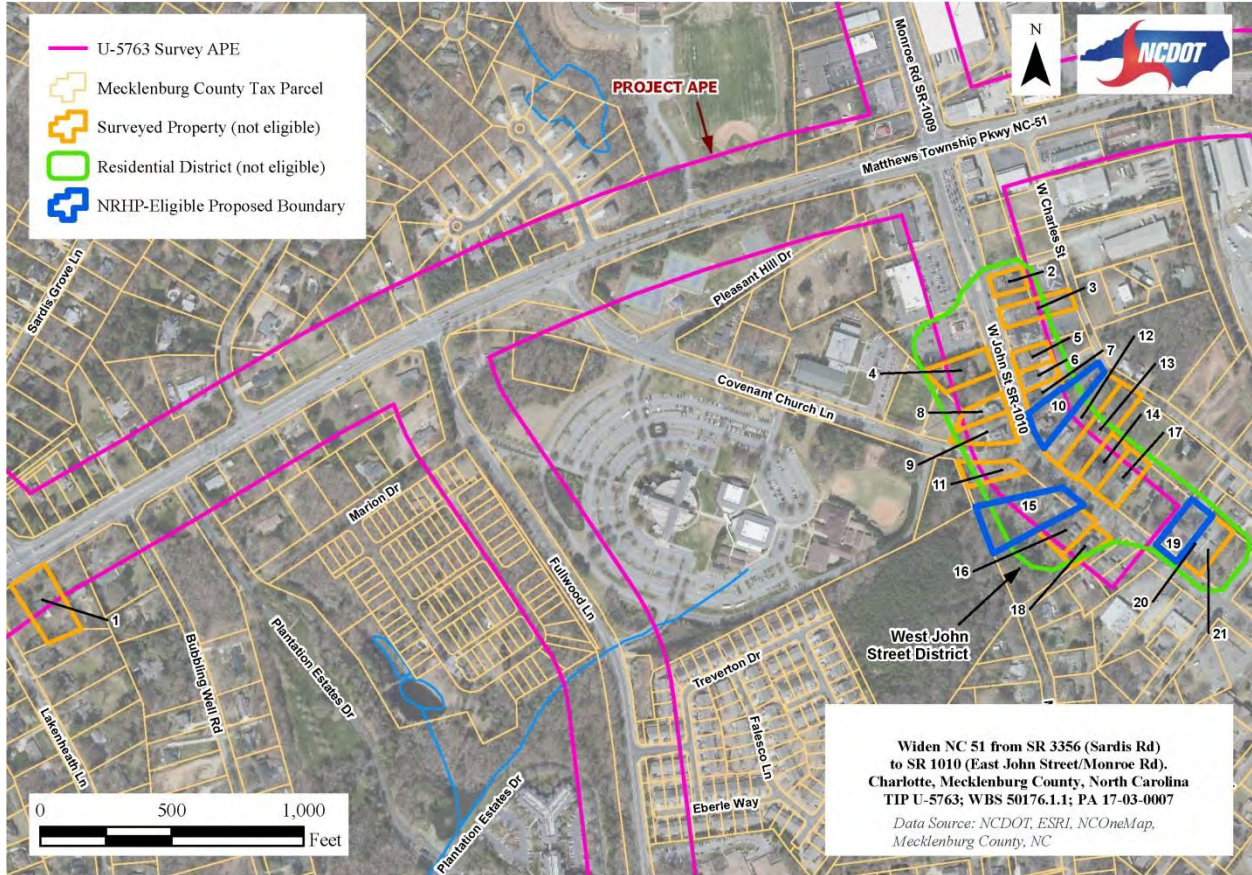 U-5763 Survey APE
Mecklenburg County Tax Parcel
Surveyed Property (not eligible)
Residential District (not eligible)
NRHP-Eligible Proposed Boundary
PROJECT APE
Monroe Rd SR-1009
N
NCDOT
Matthews Township Pkwy NC-51
W Charles St
Sardis Grove Ln
Pleasant Hill Dr
W John St SR-1010
Covenant Church Ln
2
3
5
6
7
12
13
4
10
8
14
17
9
11
15
16
18
19
20
21
West John
Street District
Marion Dr
Fullwood Ln
1
Bubbling Well Rd
Plantation Estates Dr
Lakenheath Ln
Treverton Dr
Falesco Ln
Eberle Way
Plantation Estates Dr
0 500 1,000
Feet
Widen NC 51 from SR 3356 (Sardis Rd)
to SR 1010 (East John Street/Monroe Rd).
Charlotte, Mecklenburg County, North Carolina
TIP U-5763; WBS 50176.1.1; PA 17-03-0007
Data Source: NCDOT, ESRI, NCOneMap,
Mecklenburg County, NC